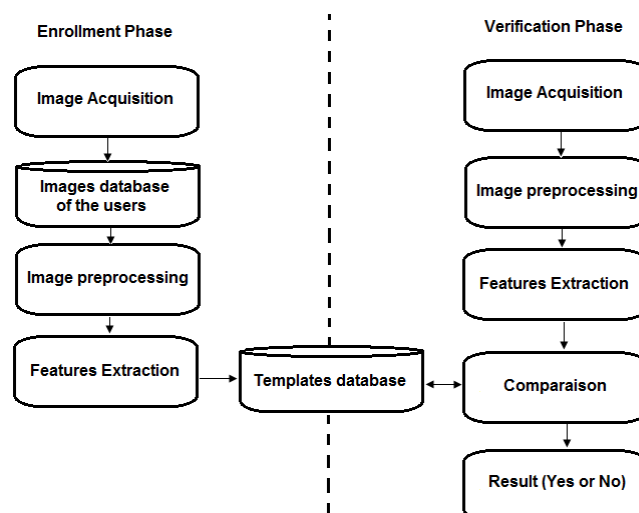 Enrollment Phase
Image Acquisition
Images database
of the users
Image preprocessing
Features Extraction
Templates database
Verification Phase
Image Acquisition
Image preprocessing
Features Extraction
Comparaison
Result (Yes or No)